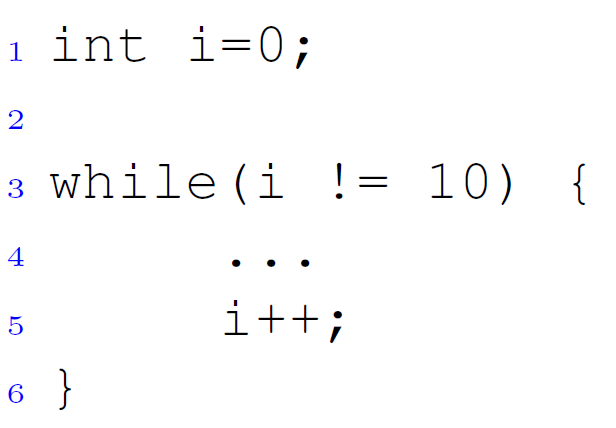 1 int i=0;
2
3 while(i != 10) {
4 ...
5 i++;
6 }